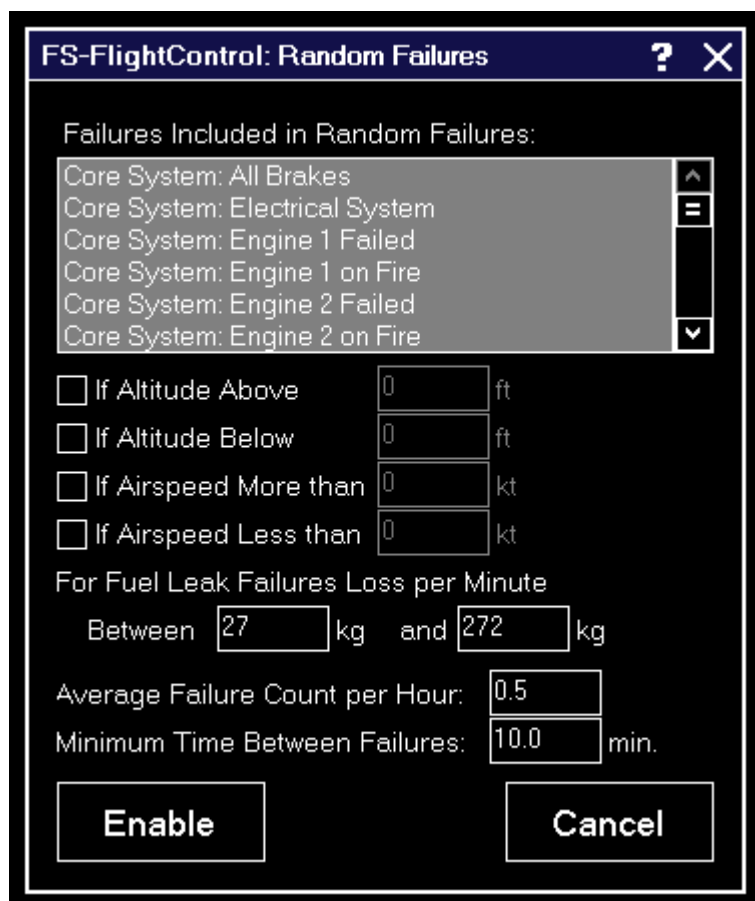 FS-FlightControl: Random Failures ?
Failures Included in Random Failures:
Core System: All Brakes
Core System: Electrical System
Core System: Engine 1 Failed
Core System: Engine 1 on Fire
Core System: Engine 2 Failed
Core System: Engine 2 on Fire
If Altitude Above 0 ft
If Altitude Below 0 ft
If Airspeed More than 0 kt
If Airspeed Less than 0 kt
For Fuel Leak Failures Loss per Minute
Between 27 kg and 272 kg
Average Failure Count per Hour: 0.5
Minimum Time Between Failures: 10.0 min.
Enable Cancel